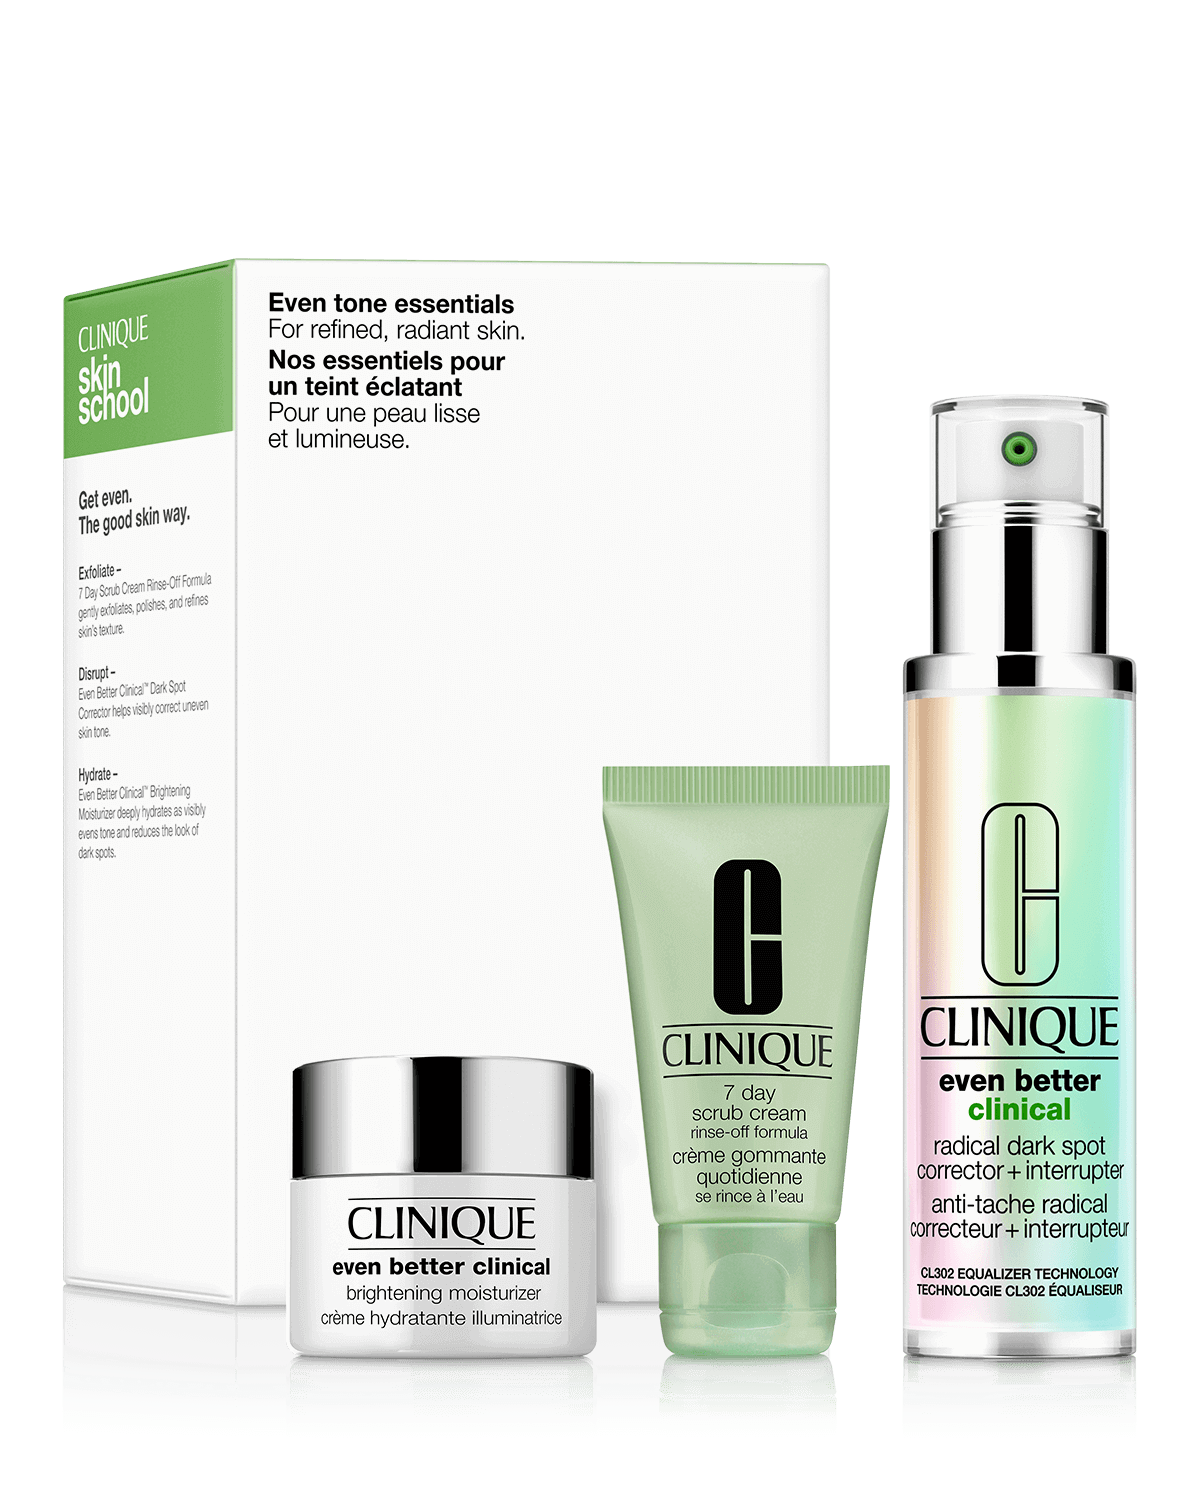 CLINIQUE
skin
school
Get even.
The good skin way.
Exfoliate –
7 Day Scrub Cream Rinse-Off Formula
gently exfoliates, polishes, and refines
skin's texture.
Disrupt –
Even Better Clinical™ Dark Spot
Corrector helps visibly correct uneven
skin tone.
Hydrate –
Even Better Clinical™ Brightening
Moisturizer deeply hydrates as visibly
evens tone and reduces the look of
dark spots.
Even tone essentials
For refined, radiant skin.
Nos essentiels pour
un teint éclatant
Pour une peau lisse
et lumineuse.
CLINIQUE
even better clinical
brightening moisturizer
crème hydratante illuminatrice
C
CLINIQUE
7 day
scrub cream
rinse-off formula
crème gommante
quotidienne
se rince à l'eau
C
CLINIQUE
even better
clinical
radical dark spot
corrector + interrupter
anti-tache radical
correcteur + interrupteur
CL302 EQUALIZER TECHNOLOGY
TECHNOLOGIE CL302 ÉQUALISEUR